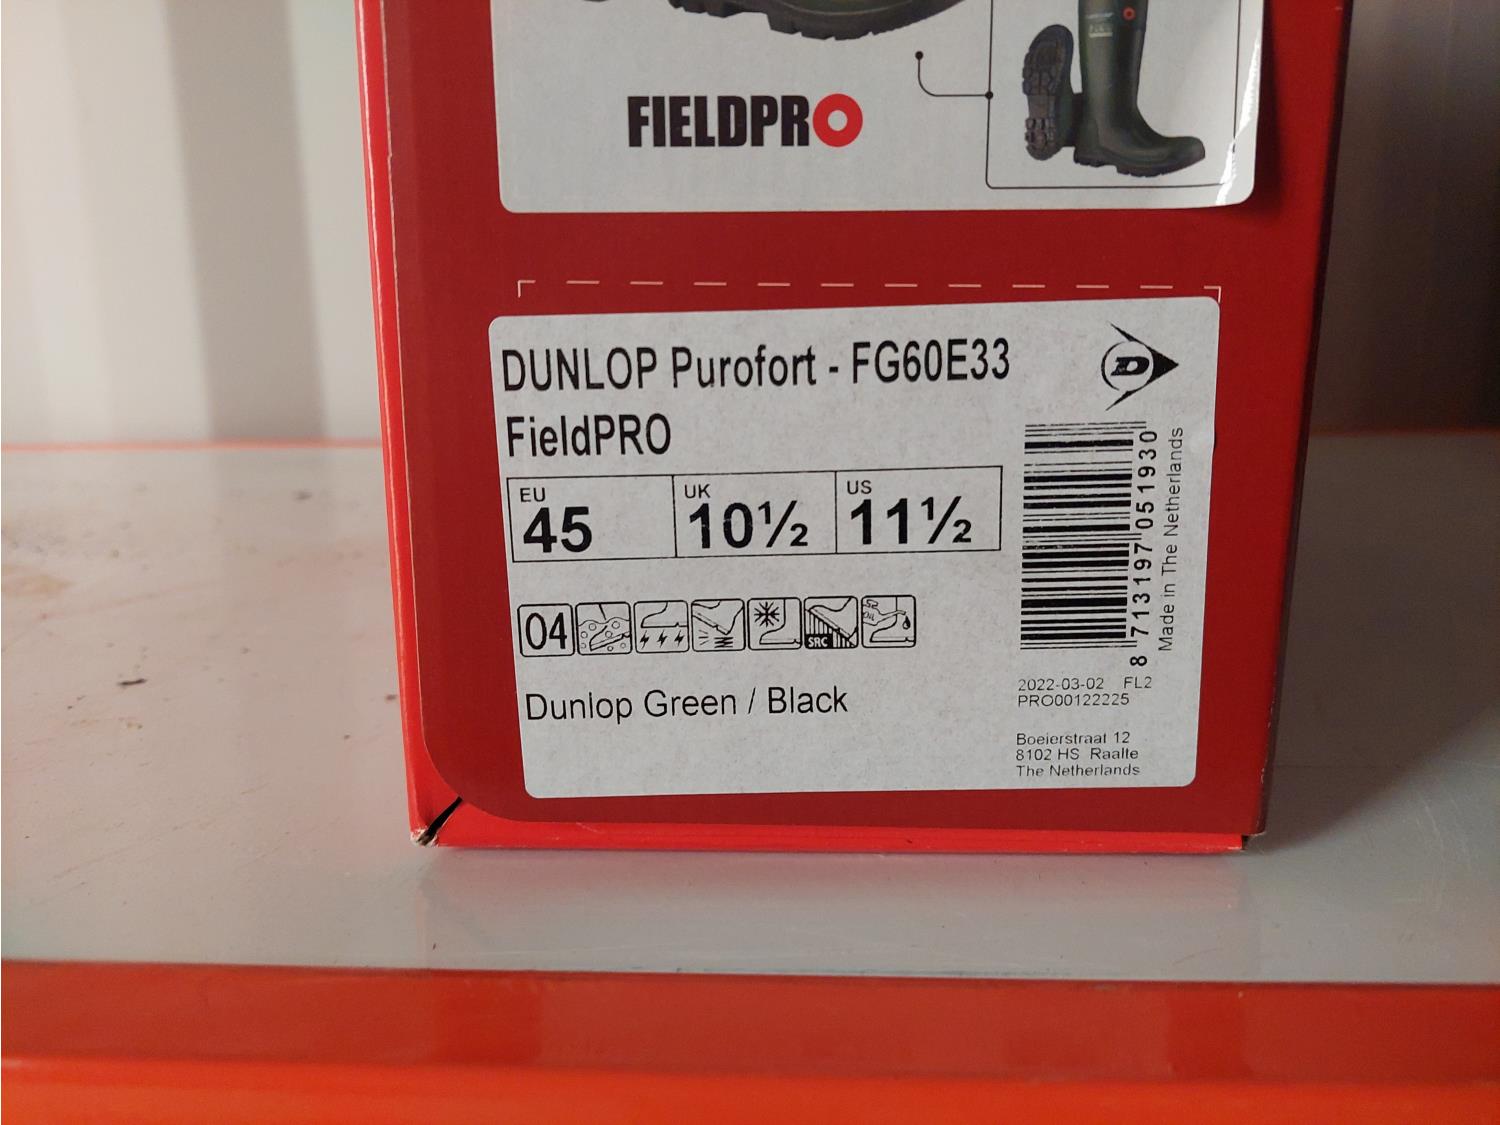 FIELDPRO
DUNLOP Purofort - FG60E33
FieldPRO
EU
45
UK
10½
US
11½
04
SRC
OIL
Dunlop Green / Black
D
8 713197 051930
Made in The Netherlands
2022-03-02 FL2
PRO00122225
Boeierstraat 12
8102 HS Raalte
The Netherlands